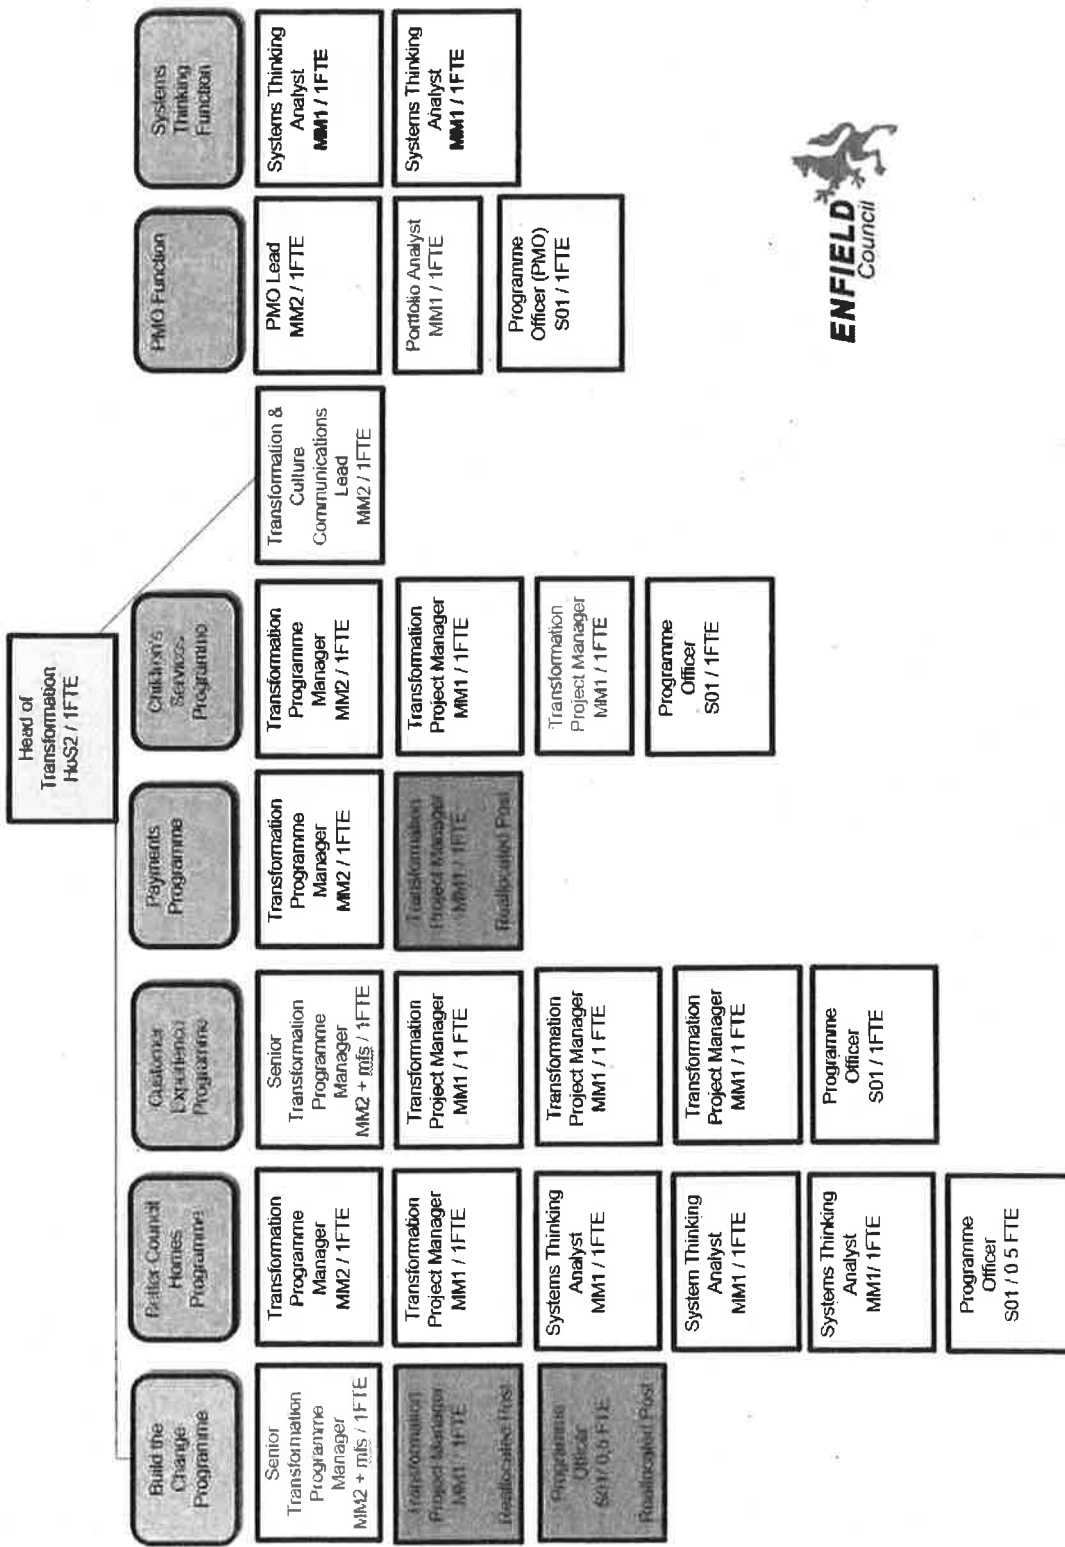 Head of
Transformation
HoS2 / 1FTE
Build the
Change
Programme
Senior
Transformation
Programme
Manager
MM2 + mfs / 1FTE
Transformation
Project Manager
MM1 / 1FTE
Reallocated Post
Programme
Officer
S01 / 0.5 FTE
Reallocated Post
Better Council
Homes
Programme
Transformation
Programme
Manager
MM2 / 1FTE
Transformation
Project Manager
MM1 / 1FTE
Systems Thinking
Analyst
MM1 / 1FTE
System Thinking
Analyst
MM1 / 1FTE
Systems Thinking
Analyst
MM1/ 1FTE
Programme
Officer
S01 / 0 5 FTE
Customer
Experience
Programme
Senior
Transformation
Programme
Manager
MM2 + mfs / 1FTE
Transformation
Project Manager
MM1 / 1 FTE
Transformation
Project Manager
MM1 / 1 FTE
Transformation
Project Manager
MM1 / 1 FTE
Programme
Officer
S01 / 1FTE
Payments
Programme
Transformation
Programme
Manager
MM2 / 1FTE
Transformation
Project Manager
MM1 / 1FTE
Reallocated Post
Children's
Services
Programme
Transformation
Programme
Manager
MM2 / 1FTE
Transformation
Project Manager
MM1 / 1FTE
Transformation
Project Manager
MM1 / 1FTE
Programme
Officer
S01 / 1FTE
Transformation &
Culture
Communications
Lead
MM2 / 1FTE
PMO Function
PMO Lead
MM2 / 1FTE
Portfolio Analyst
MM1 / 1FTE
Programme
Officer (PMO)
S01 / 1FTE
Systems
Thinking
Function
Systems Thinking
Analyst
MM1 / 1FTE
Systems Thinking
Analyst
MM1 / 1FTE
ENFIELD
Council